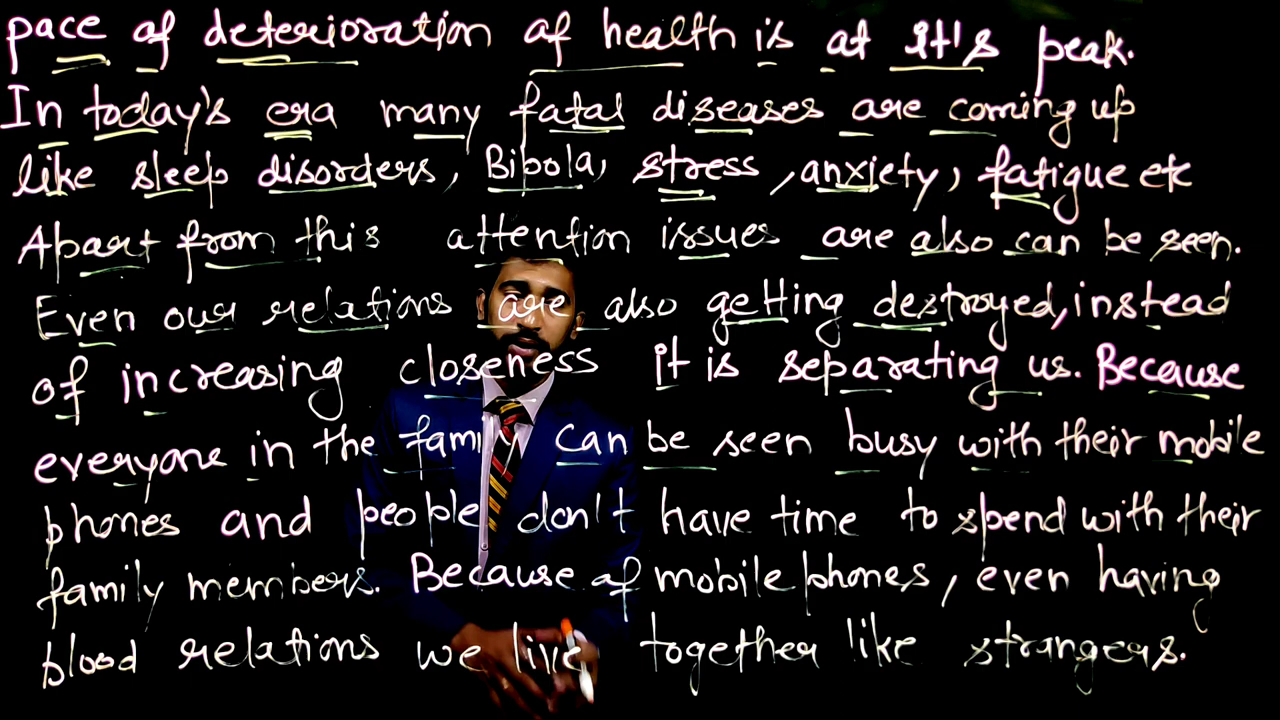 pace of deterioration of health is at it's peak.
In today's era many fatal diseases are coming up
like sleep disorders, Bibola, stress, anxiety, fatigue etc
Apart from this attention issues are also can be seen.
Even our relations are also getting destroyed, instead
of increasing closeness it is separating us. Because
everyone in the family can be seen busy with their mobile
phones and people don't have time to spend with their
family members. Because of mobile phones, even having
blood relations we live together like strangers.